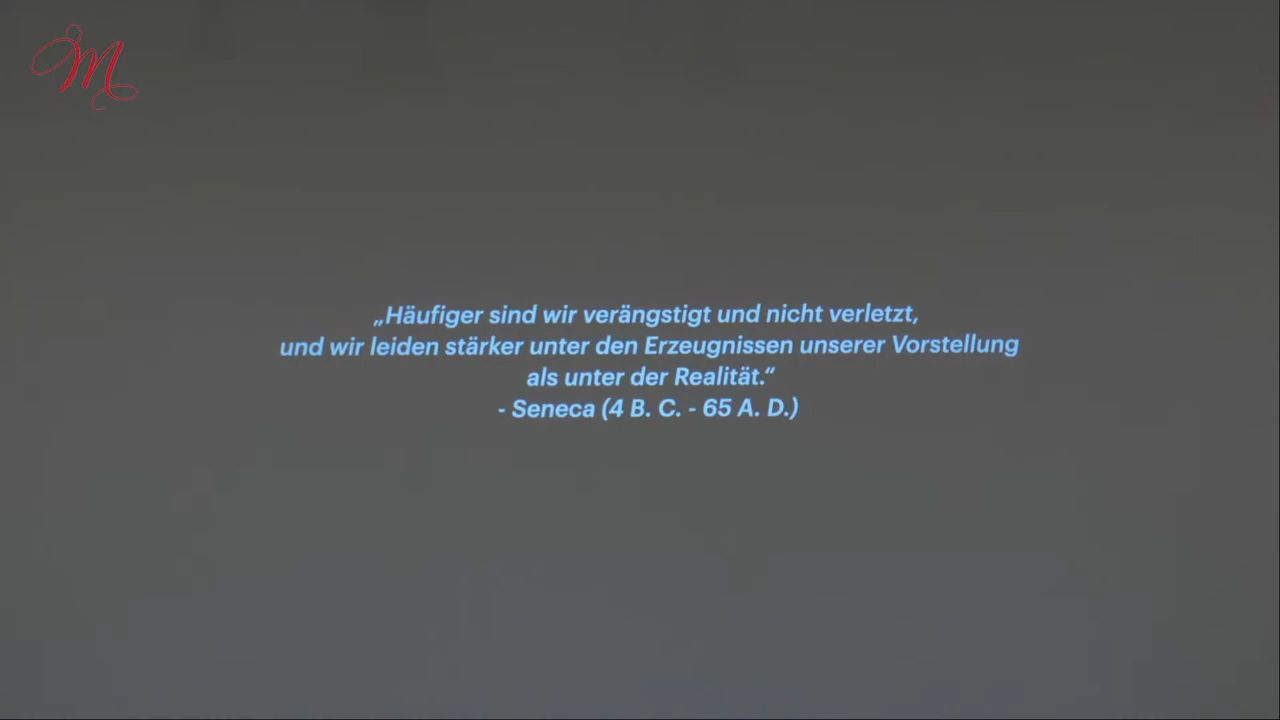 M
„Häufiger sind wir verängstigt und nicht verletzt,
und wir leiden stärker unter den Erzeugnissen unserer Vorstellung
als unter der Realität.“
- Seneca (4 B. C. - 65 A. D.)